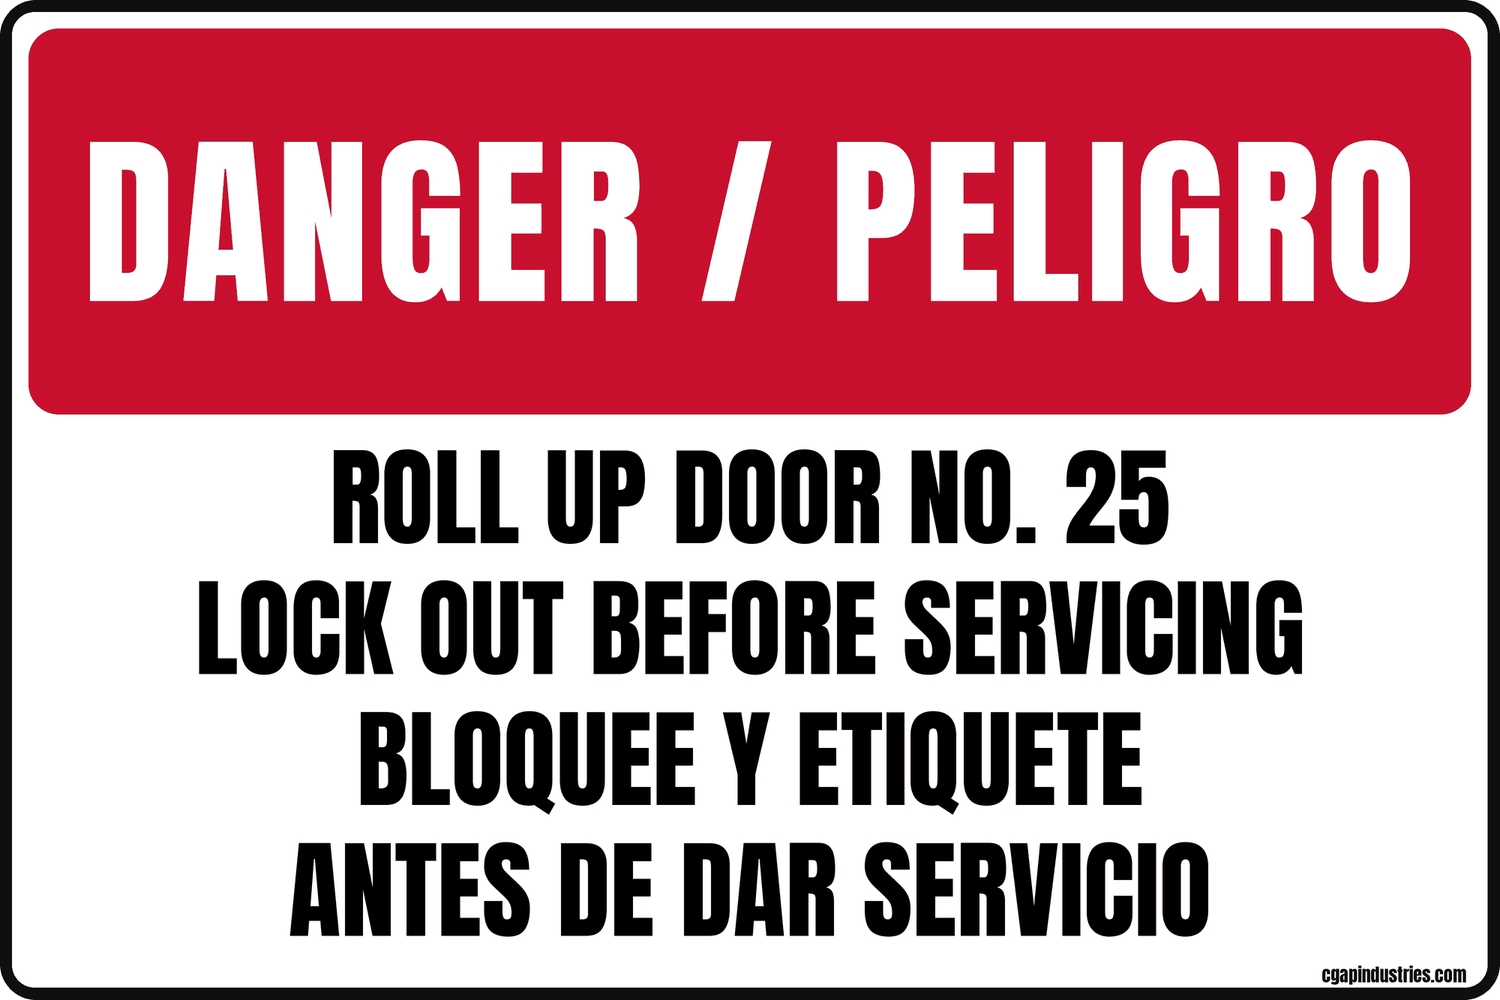 DANGER / PELIGRO
ROLL UP DOOR NO. 25
LOCK OUT BEFORE SERVICING
BLOQUEE Y ETIQUETE
ANTES DE DAR SERVICIO
cgapindustries.com